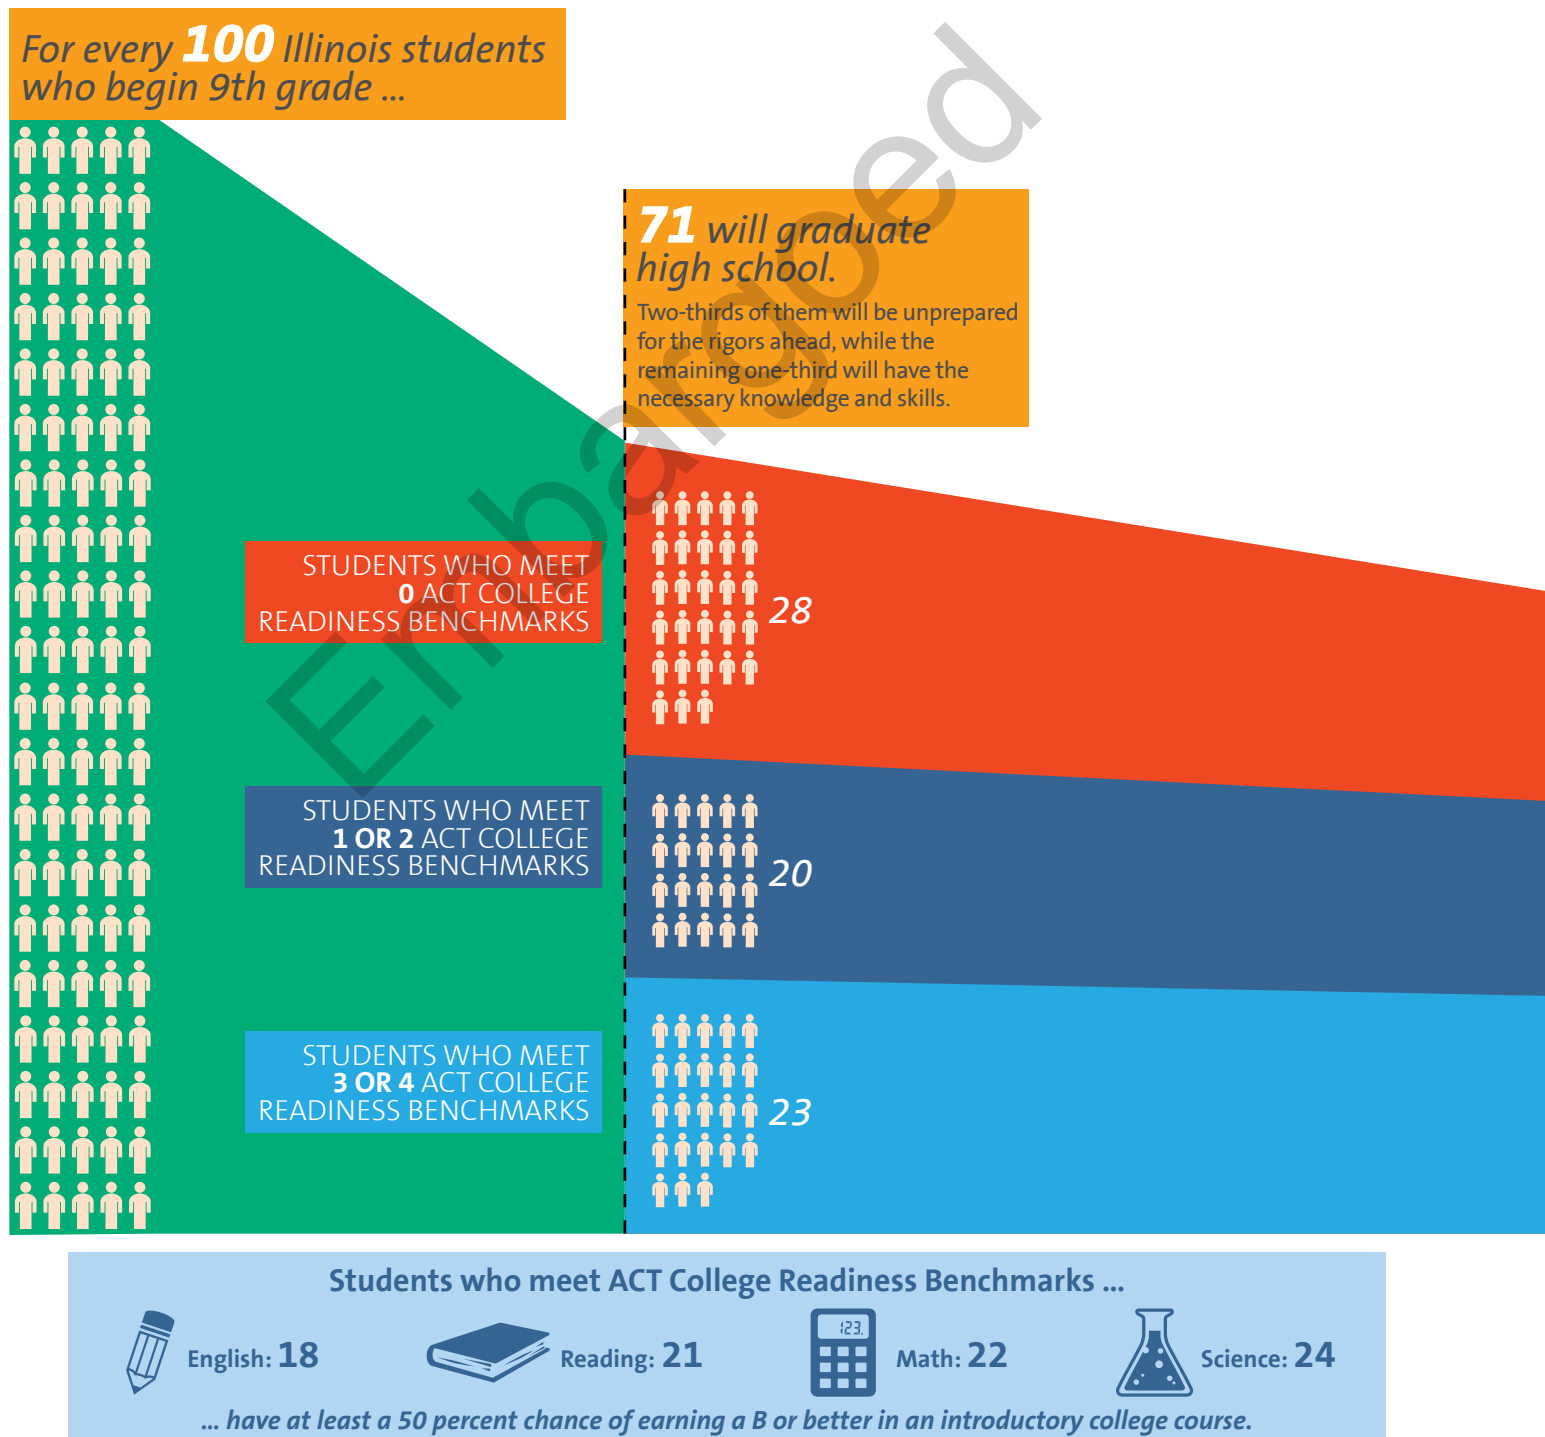 For every 100 Illinois students
who begin 9th grade ...
71 will graduate
high school.
Two-thirds of them will be unprepared
for the rigors ahead, while the
remaining one-third will have the
necessary knowledge and skills.
STUDENTS WHO MEET
0 ACT COLLEGE
READINESS BENCHMARKS
28
STUDENTS WHO MEET
1 OR 2 ACT COLLEGE
READINESS BENCHMARKS
20
STUDENTS WHO MEET
3 OR 4 ACT COLLEGE
READINESS BENCHMARKS
23
Embargoed
Students who meet ACT College Readiness Benchmarks ...
English: 18
Reading: 21
123.
Math: 22
Science: 24
... have at least a 50 percent chance of earning a B or better in an introductory college course.